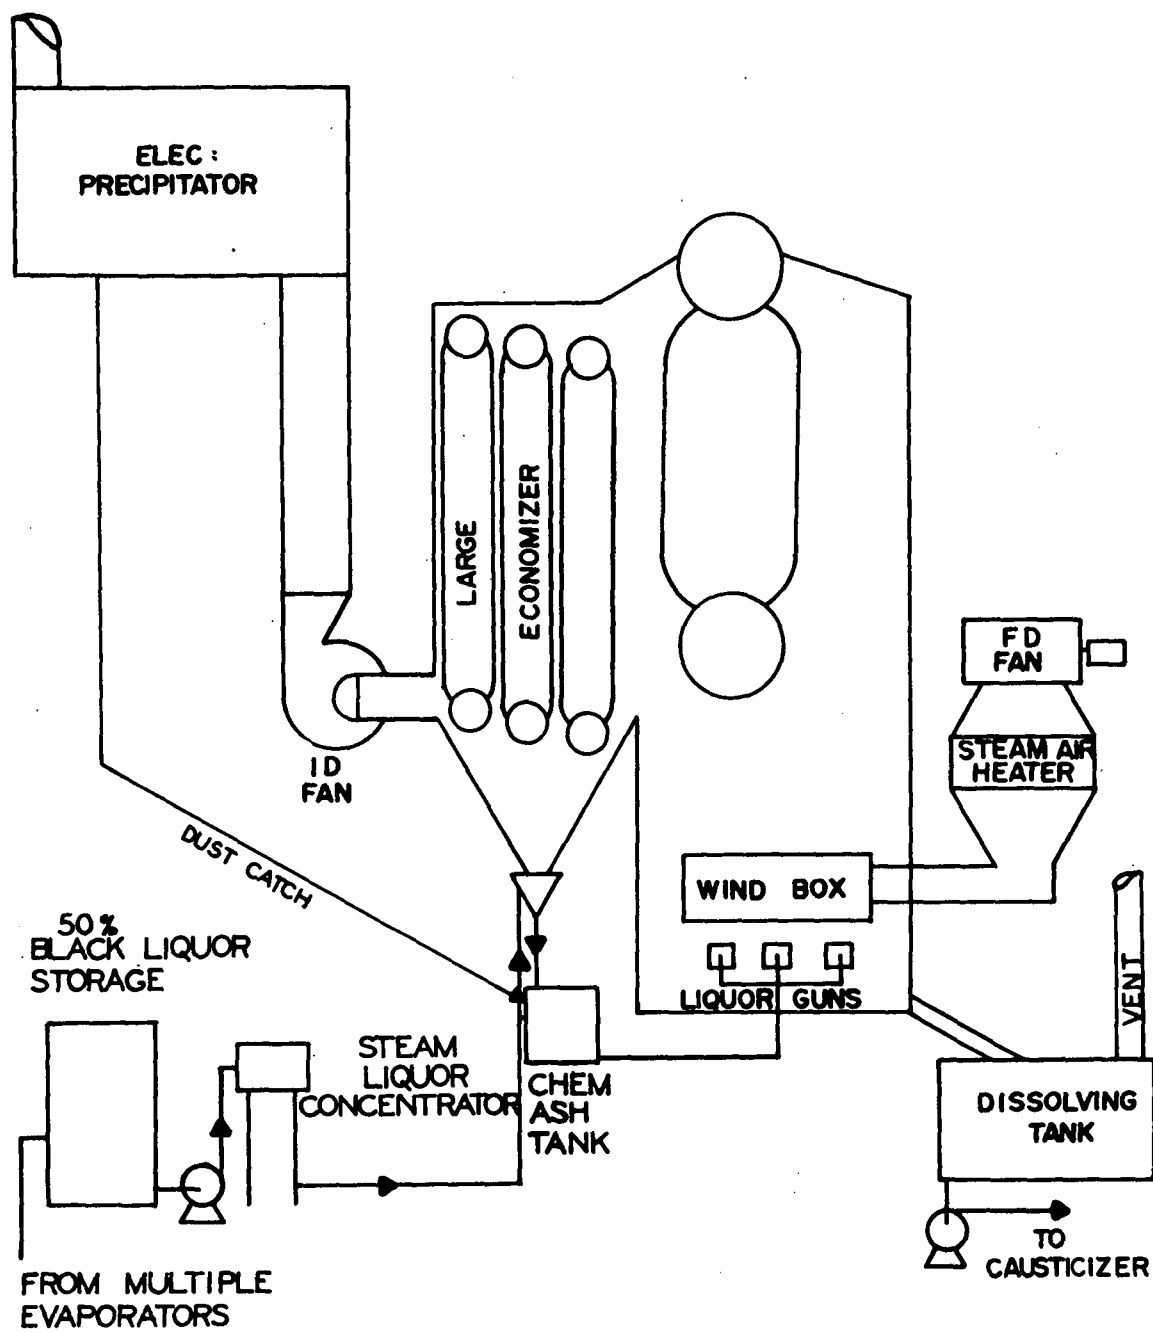 ELEC :
PRECIPITATOR
LARGE
ECONOMIZER
FD
FAN
STEAM AIR
HEATER
ID
FAN
DUST CATCH
WIND BOX
LIQUOR GUNS
VENT
50%
BLACK LIQUOR
STORAGE
STEAM
LIQUOR
CONCENTRATOR
CHEM
ASH
TANK
DISSOLVING
TANK
TO
CAUSTICIZER
FROM MULTIPLE
EVAPORATORS